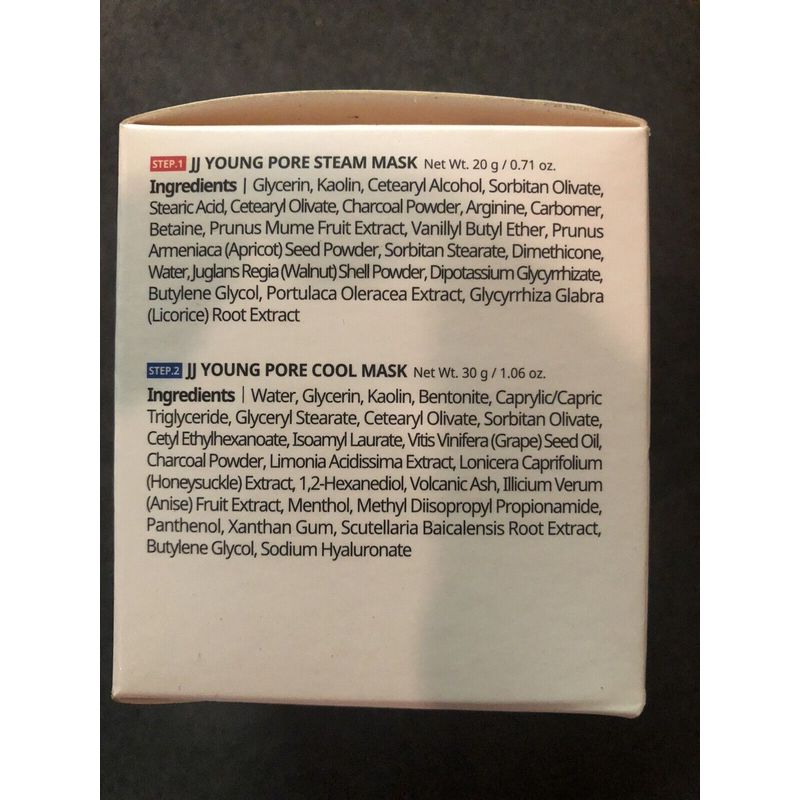 STEP.1 JJ YOUNG PORE STEAM MASK Net Wt. 20 g / 0.71 oz.
Ingredients | Glycerin, Kaolin, Cetearyl Alcohol, Sorbitan Olivate,
Stearic Acid, Cetearyl Olivate, Charcoal Powder, Arginine, Carbomer,
Betaine, Prunus Mume Fruit Extract, Vanillyl Butyl Ether, Prunus
Armeniaca (Apricot) Seed Powder, Sorbitan Stearate, Dimethicone,
Water, Juglans Regia (Walnut) Shell Powder, Dipotassium Glycyrrhizate,
Butylene Glycol, Portulaca Oleracea Extract, Glycyrrhiza Glabra
(Licorice) Root Extract
STEP.2 JJ YOUNG PORE COOL MASK Net Wt. 30 g / 1.06 oz.
Ingredients | Water, Glycerin, Kaolin, Bentonite, Caprylic/Capric
Triglyceride, Glyceryl Stearate, Cetearyl Olivate, Sorbitan Olivate,
Cetyl Ethylhexanoate, Isoamyl Laurate, Vitis Vinifera (Grape) Seed Oil,
Charcoal Powder, Limonia Acidissima Extract, Lonicera Caprifolium
(Honeysuckle) Extract, 1,2-Hexanediol, Volcanic Ash, Illicium Verum
(Anise) Fruit Extract, Menthol, Methyl Diisopropyl Propionamide,
Panthenol, Xanthan Gum, Scutellaria Baicalensis Root Extract,
Butylene Glycol, Sodium Hyaluronate